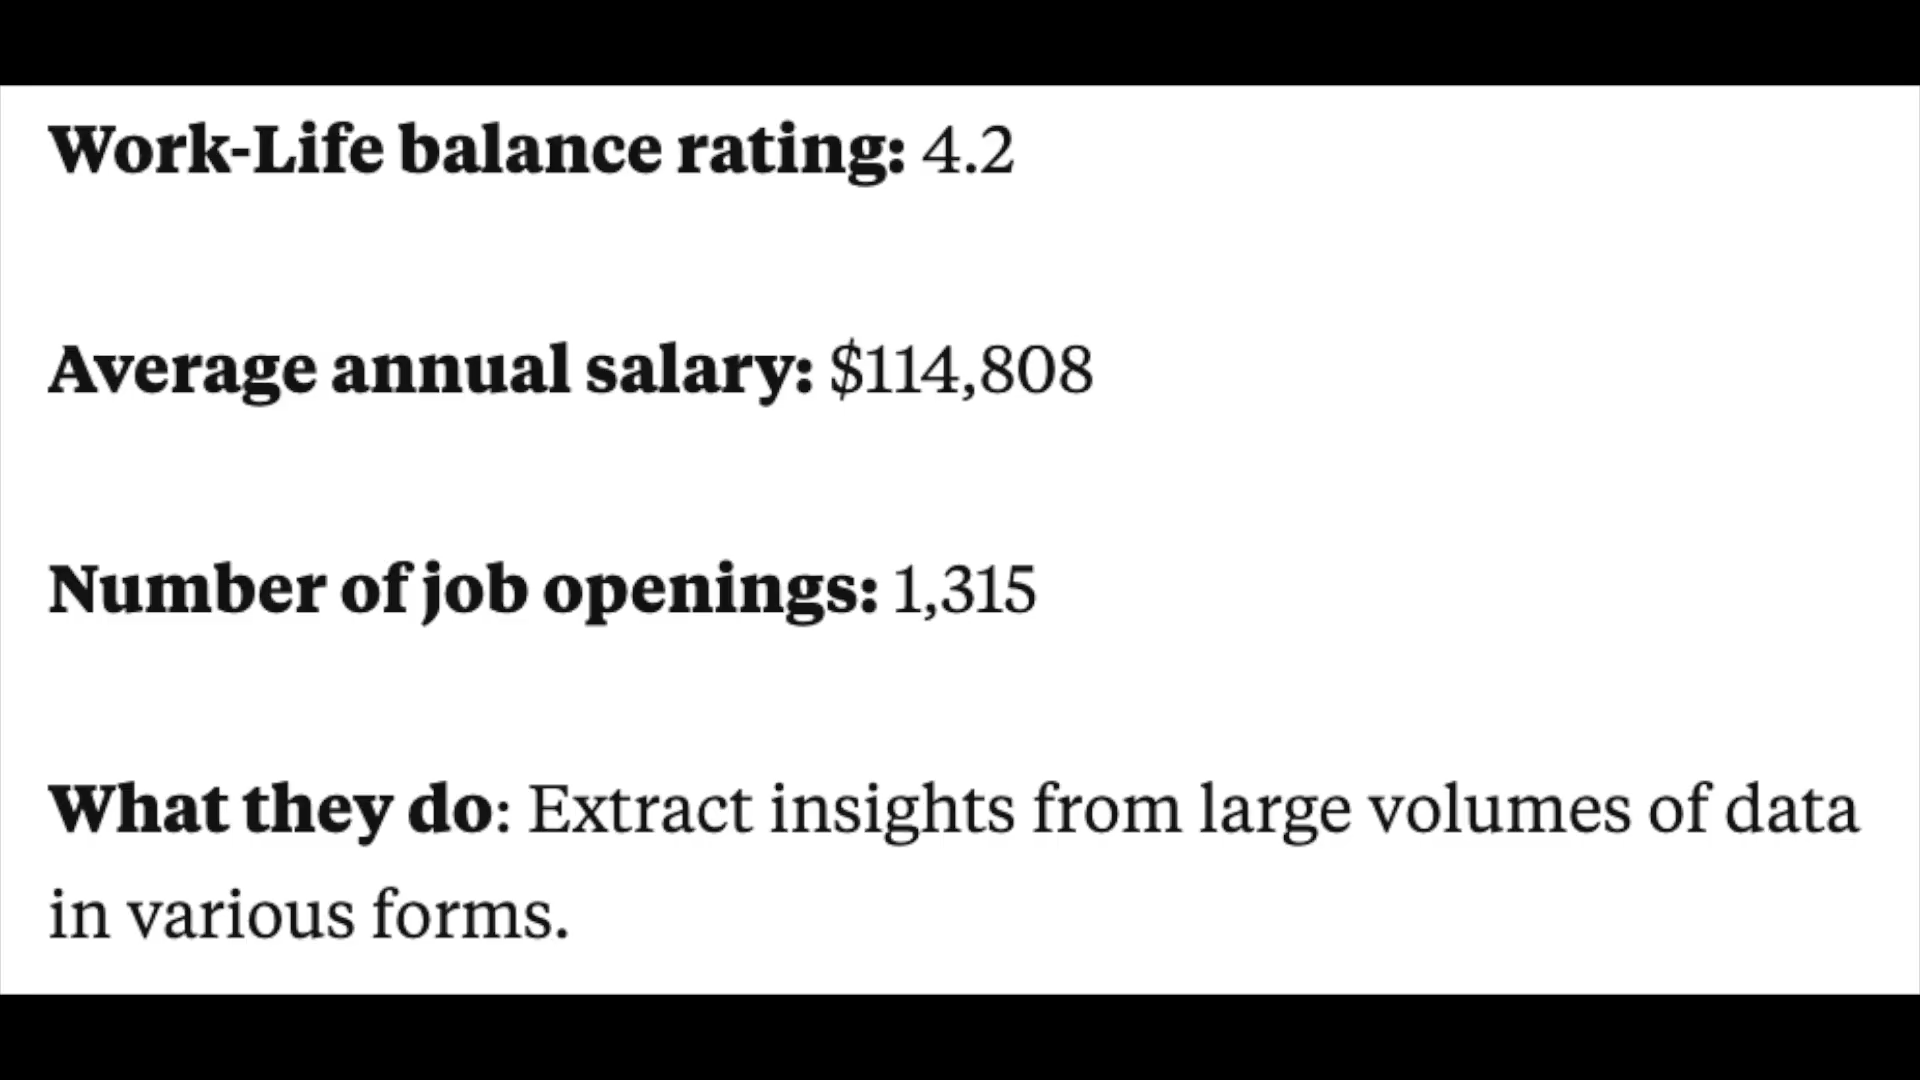 Work-Life balance rating: 4.2
Average annual salary: $114,808
Number of job openings: 1,315
What they do: Extract insights from large volumes of data
in various forms.